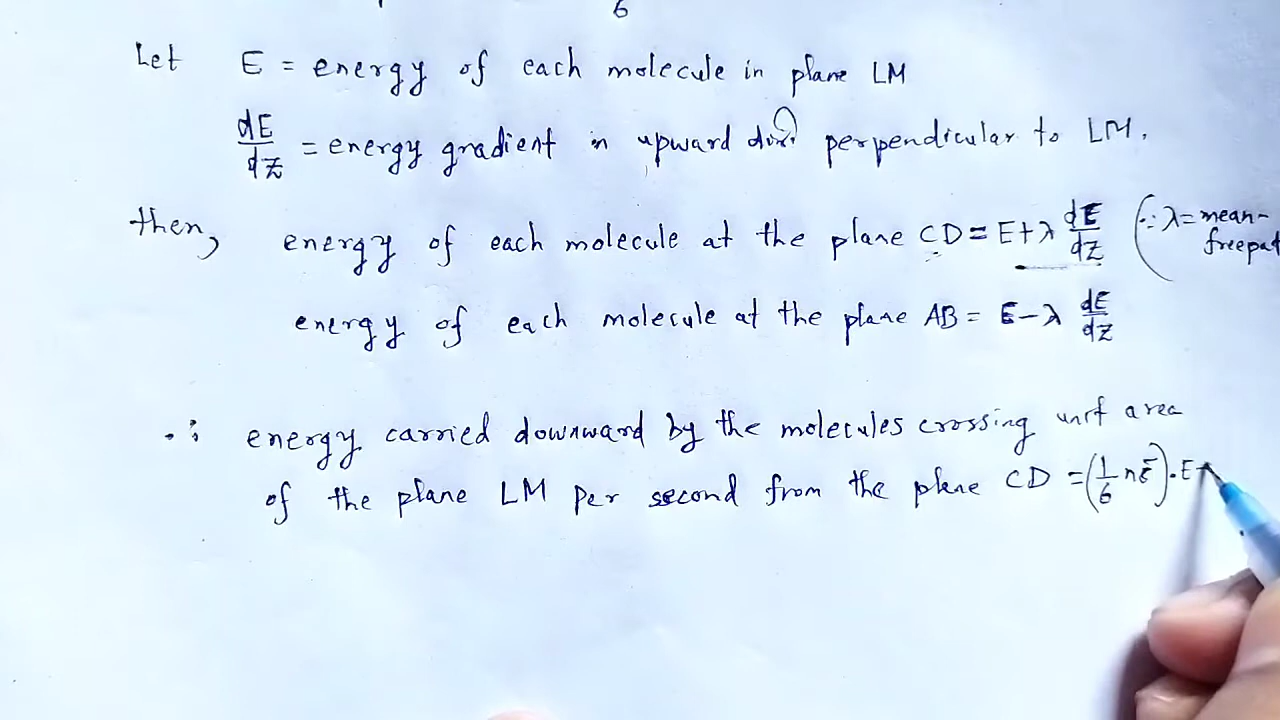 6
Let E = energy of each molecule in plane LM
dE/dz = energy gradient in upward dirn perpendicular to LM.
then, energy of each molecule at the plane CD = E+λ dE/dz (∵ λ = mean-
freepat
energy of each molecule at the plane AB = E-λ dE/dz
∴ energy carried downward by the molecules crossing unit area
of the plane LM per second from the plane CD = (1/6 n c̄)·E+